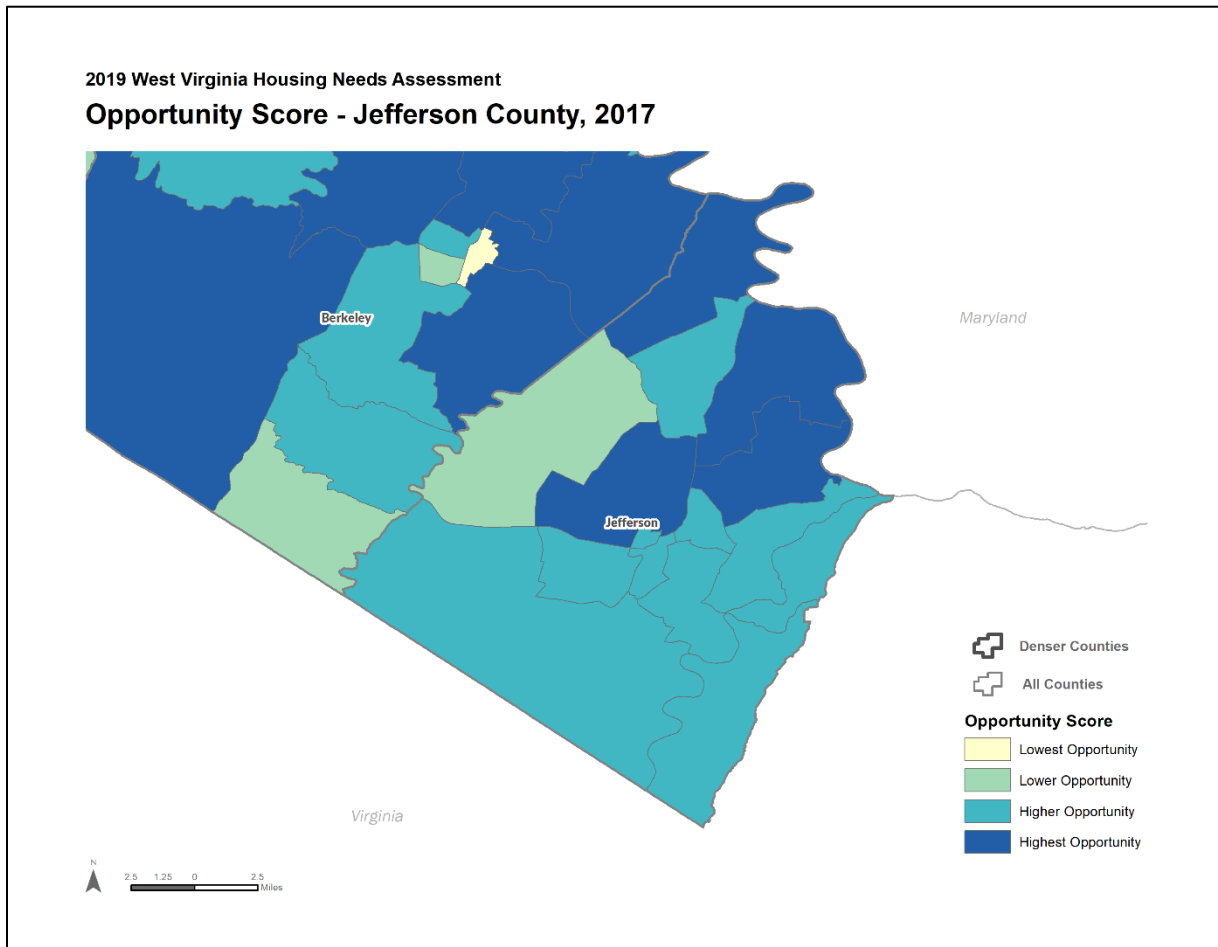 2019 West Virginia Housing Needs Assessment
Opportunity Score - Jefferson County, 2017
Berkeley
Maryland
Jefferson
Virginia
Denser Counties
All Counties
Opportunity Score
Lowest Opportunity
Lower Opportunity
Higher Opportunity
Highest Opportunity
N
2.5 1.25 0 2.5
Miles